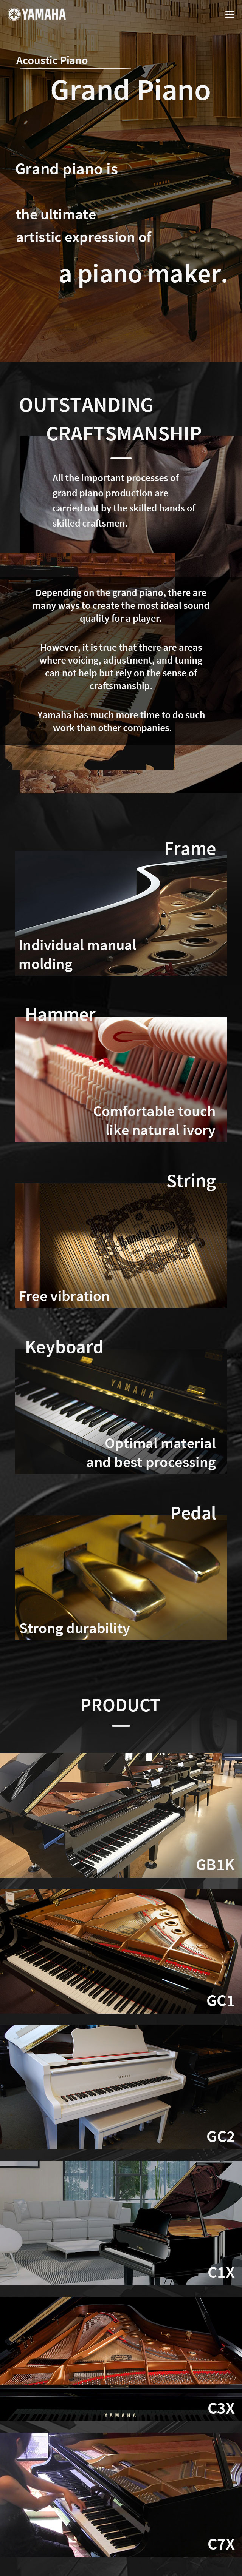 YAMAHA
Acoustic Piano
Grand Piano
Grand piano is
the ultimate
artistic expression of
a piano maker.
OUTSTANDING
CRAFTSMANSHIP
All the important processes of
grand piano production are
carried out by the skilled hands of
skilled craftsmen.
Depending on the grand piano, there are
many ways to create the most ideal sound
quality for a player.
However, it is true that there are areas
where voicing, adjustment, and tuning
can not help but rely on the sense of
craftsmanship.
Yamaha has much more time to do such
work than other companies.
Frame
Individual manual
molding
Hammer
Comfortable touch
like natural ivory
String
Yamaha Piano
Free vibration
Keyboard
YAMAHA
Optimal material
and best processing
Pedal
Strong durability
PRODUCT
GB1K
GC1
GC2
C1X
YAMAHA
C3X
C7X